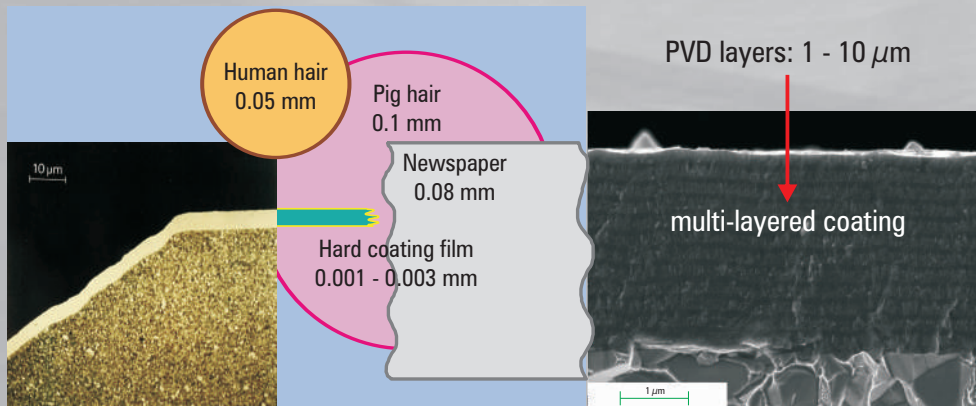 Human hair
0.05 mm
Pig hair
0.1 mm
Newspaper
0.08 mm
Hard coating film
0.001 - 0.003 mm
10 µm
PVD layers: 1 - 10 µm
multi-layered coating
1 µm